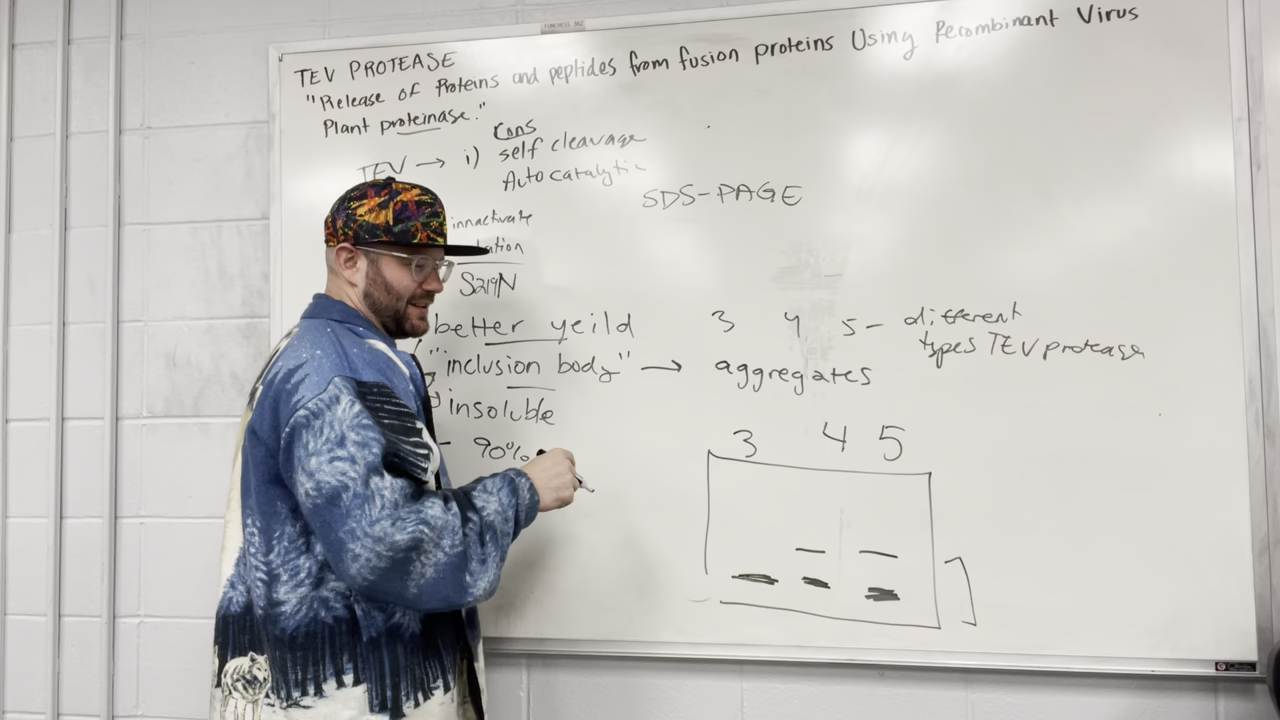 TEV PROTEASE
"Release of Proteins and peptides from fusion proteins Using Recombinant Virus
Plant proteinase."
Cons
TEV → i) self cleavage
Autocatalytic
SDS-PAGE
innactivate
S219N
better yeild
3 4 5 - different
types TEV protease
"inclusion body" → aggregates
insoluble
- 90%
3 4 5